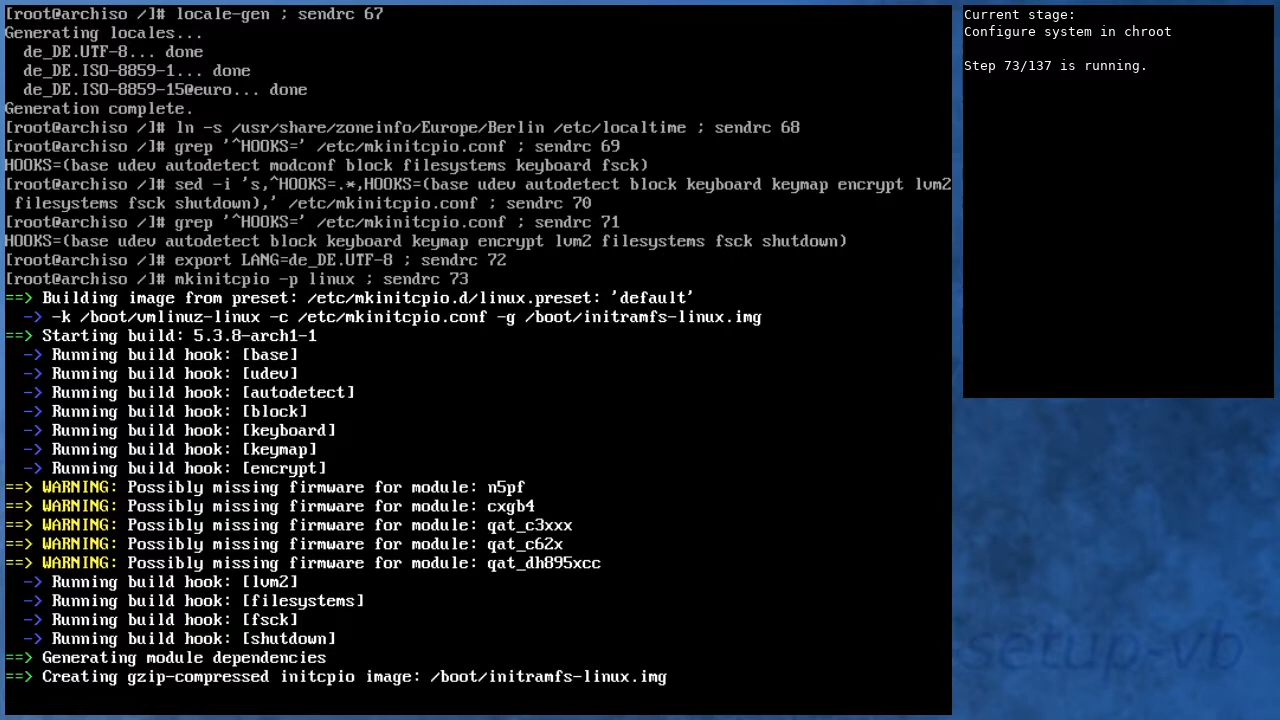 [root@archiso /]# locale-gen ; sendrc 67
Generating locales...
  de_DE.UTF-8... done
  de_DE.ISO-8859-1... done
  de_DE.ISO-8859-15@euro... done
Generation complete.
[root@archiso /]# ln -s /usr/share/zoneinfo/Europe/Berlin /etc/localtime ; sendrc 68
[root@archiso /]# grep '^HOOKS=' /etc/mkinitcpio.conf ; sendrc 69
HOOKS=(base udev autodetect modconf block filesystems keyboard fsck)
[root@archiso /]# sed -i 's,^HOOKS=.*,HOOKS=(base udev autodetect block keyboard keymap encrypt lvm2
 filesystems fsck shutdown),' /etc/mkinitcpio.conf ; sendrc 70
[root@archiso /]# grep '^HOOKS=' /etc/mkinitcpio.conf ; sendrc 71
HOOKS=(base udev autodetect block keyboard keymap encrypt lvm2 filesystems fsck shutdown)
[root@archiso /]# export LANG=de_DE.UTF-8 ; sendrc 72
[root@archiso /]# mkinitcpio -p linux ; sendrc 73
==> Building image from preset: /etc/mkinitcpio.d/linux.preset: 'default'
  -> -k /boot/vmlinuz-linux -c /etc/mkinitcpio.conf -g /boot/initramfs-linux.img
==> Starting build: 5.3.8-arch1-1
  -> Running build hook: [base]
  -> Running build hook: [udev]
  -> Running build hook: [autodetect]
  -> Running build hook: [block]
  -> Running build hook: [keyboard]
  -> Running build hook: [keymap]
  -> Running build hook: [encrypt]
==> WARNING: Possibly missing firmware for module: n5pf
==> WARNING: Possibly missing firmware for module: cxgb4
==> WARNING: Possibly missing firmware for module: qat_c3xxx
==> WARNING: Possibly missing firmware for module: qat_c62x
==> WARNING: Possibly missing firmware for module: qat_dh895xcc
  -> Running build hook: [lvm2]
  -> Running build hook: [filesystems]
  -> Running build hook: [fsck]
  -> Running build hook: [shutdown]
==> Generating module dependencies
==> Creating gzip-compressed initcpio image: /boot/initramfs-linux.img
Current stage:
Configure system in chroot
Step 73/137 is running.
-setup-vb